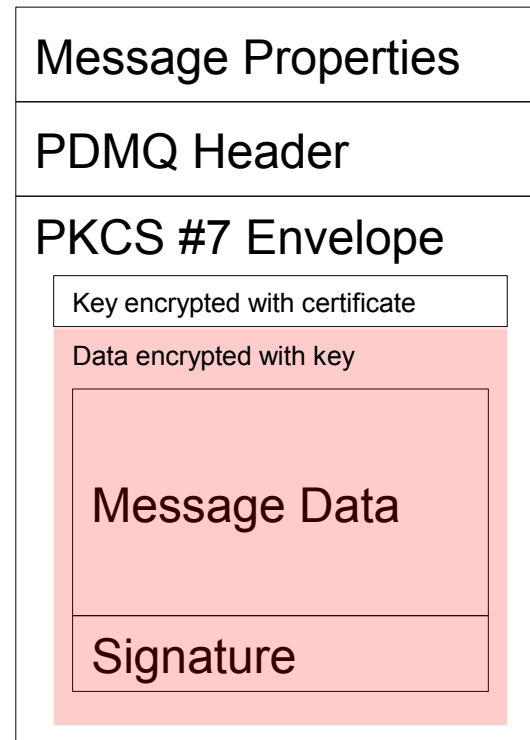 Message Properties
PDMQ Header
PKCS #7 Envelope
Key encrypted with certificate
Data encrypted with key
Message Data
Signature